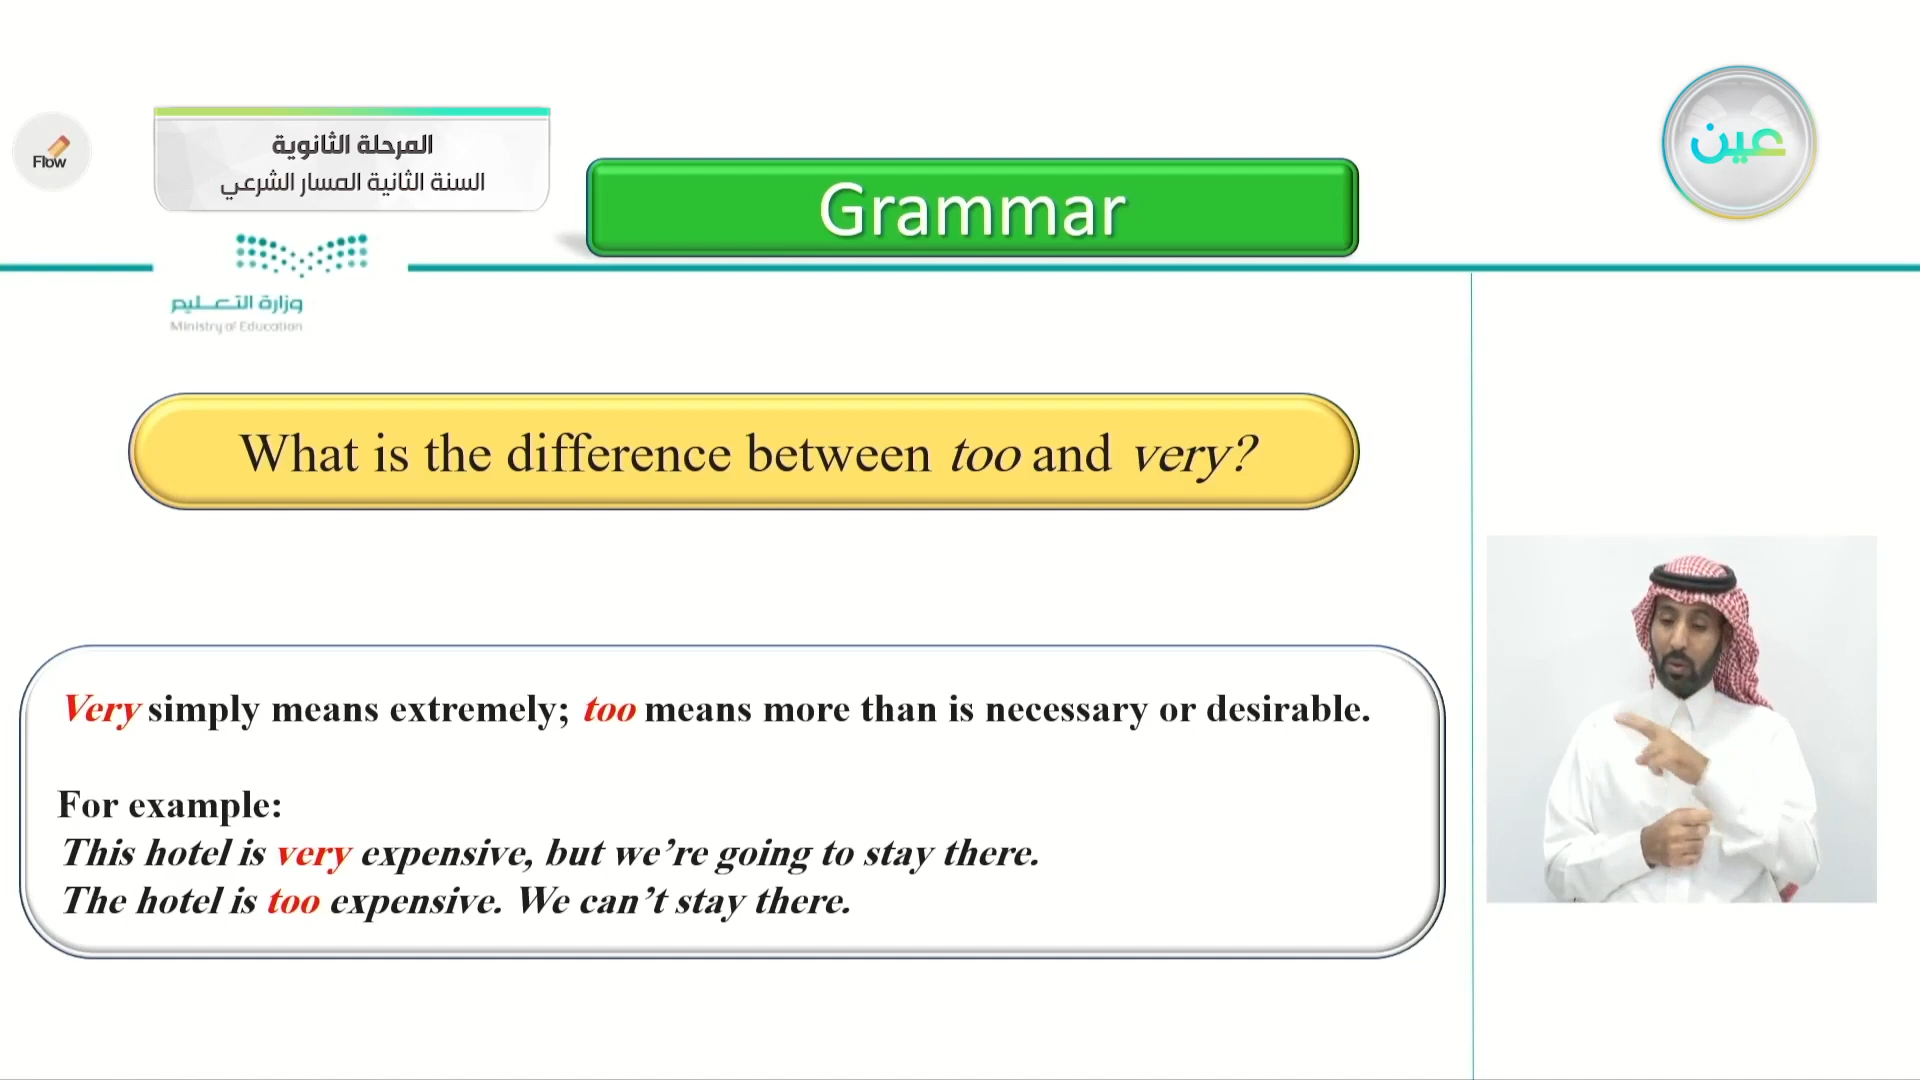 Flow
المرحلة الثانوية
السنة الثانية المسار الشرعي
Grammar
عين
وزارة التعليم
Ministry of Education
What is the difference between too and very?
Very simply means extremely; too means more than is necessary or desirable.
For example:
This hotel is very expensive, but we’re going to stay there.
The hotel is too expensive. We can’t stay there.